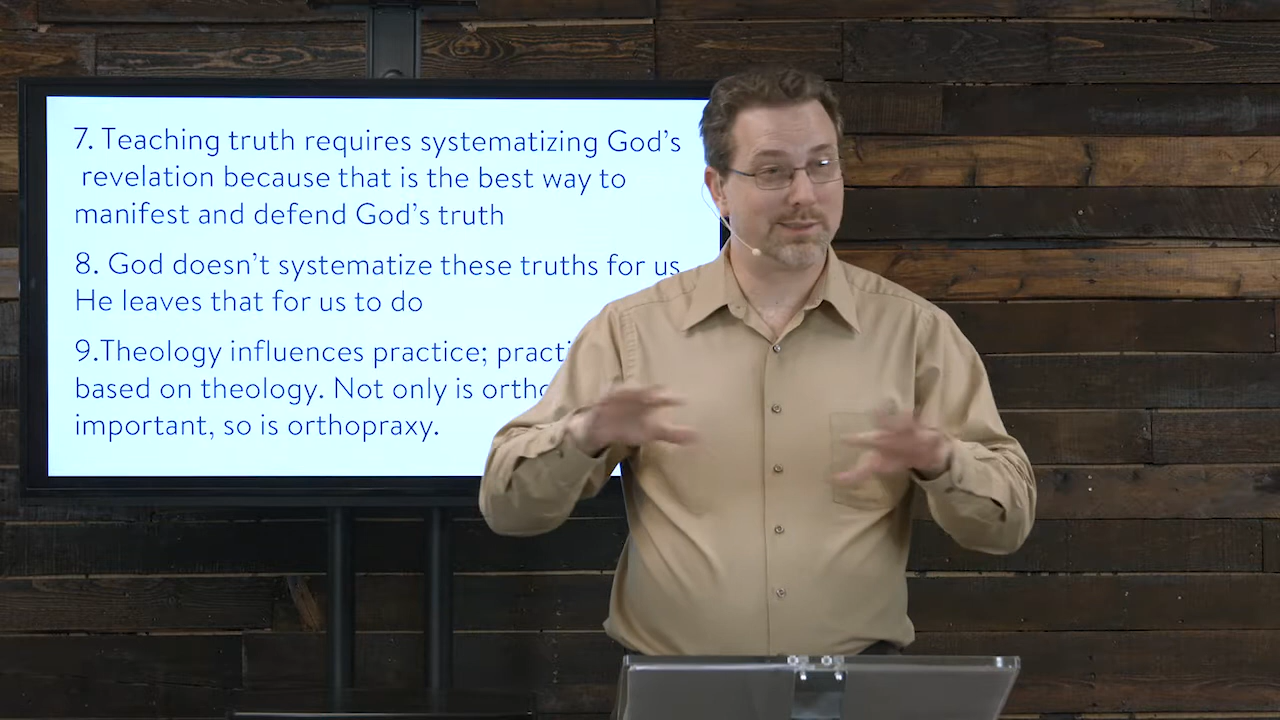 7. Teaching truth requires systematizing God's
revelation because that is the best way to
manifest and defend God's truth
8. God doesn't systematize these truths for us
He leaves that for us to do
9.Theology influences practice;
based on theology. Not only is
important, so is orthopraxy.